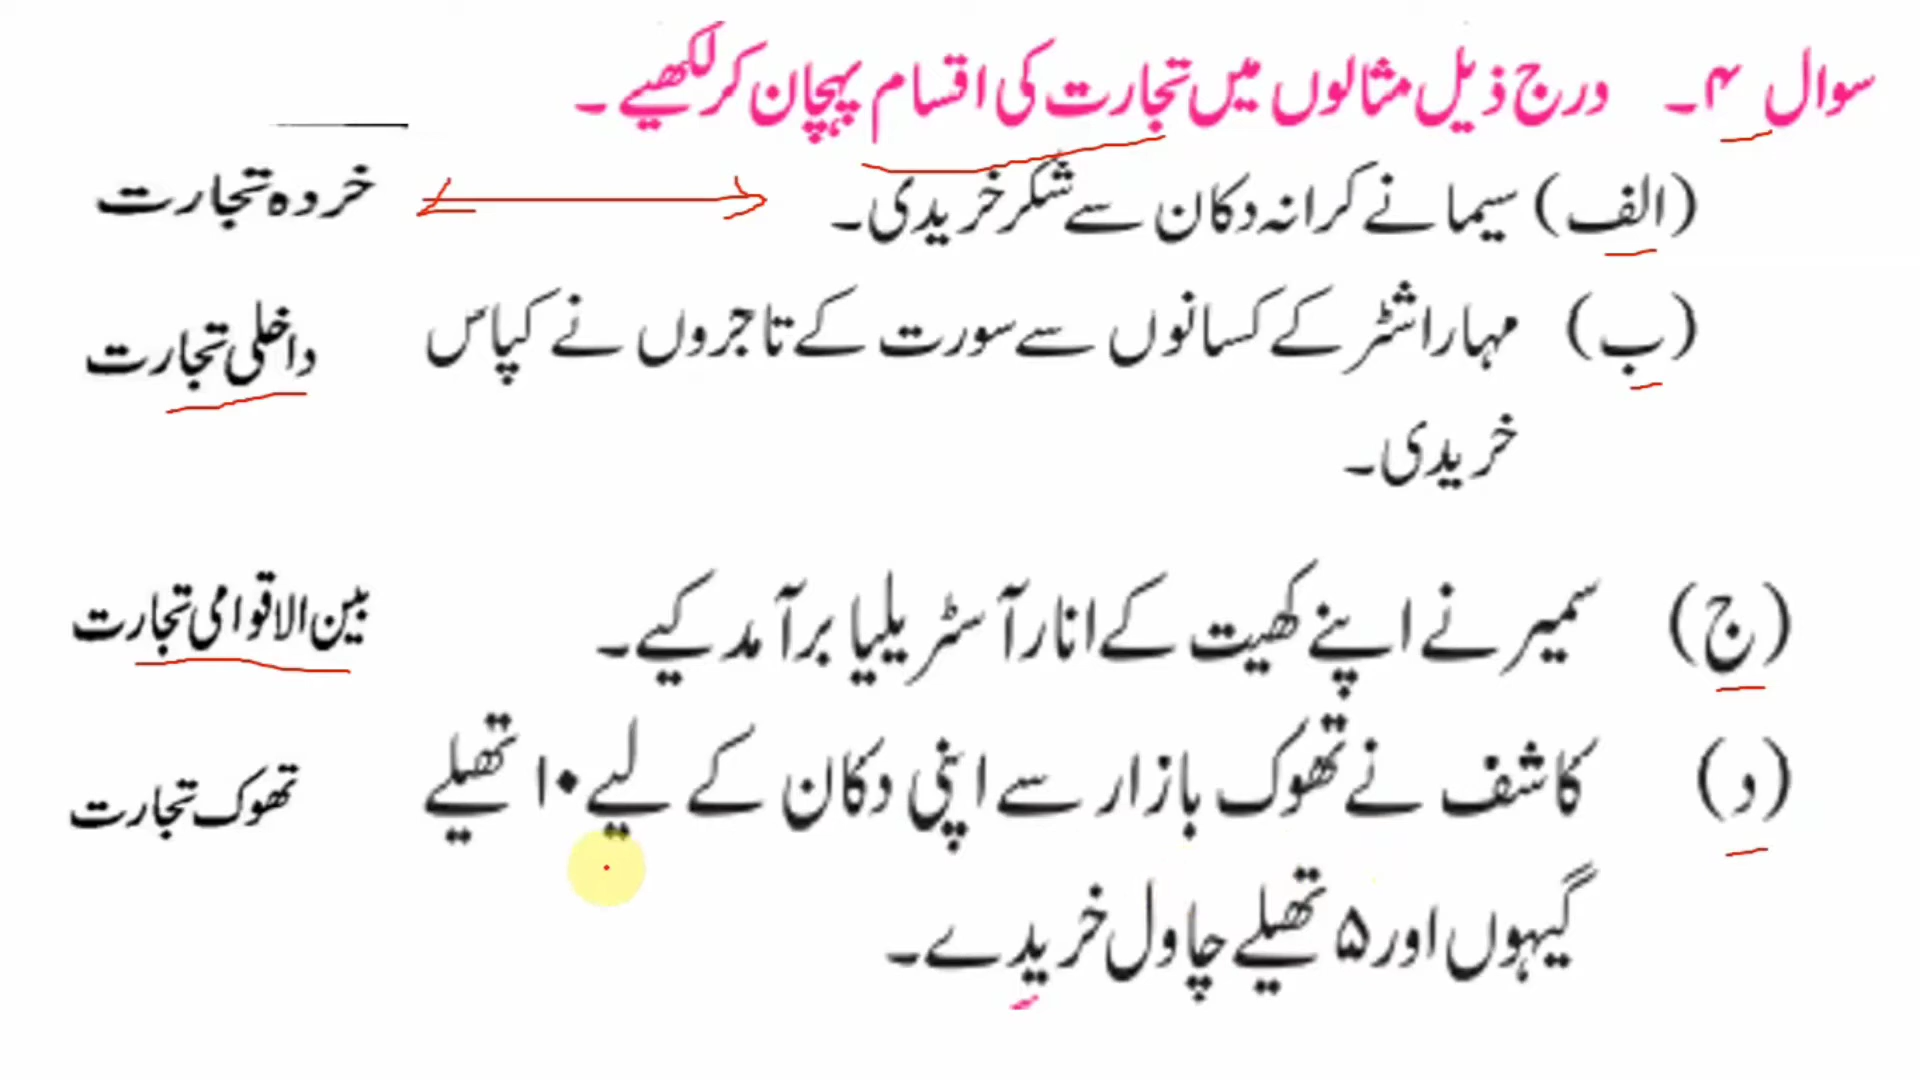 سوال ۴۔ درج ذیل مثالوں میں تجارت کی اقسام پہچان کر لکھیے۔
(الف) سیما نے کرانہ دکان سے شکر خریدی۔
خردہ تجارت
(ب) مہاراشٹر کے کسانوں سے سورت کے تاجروں نے کپاس
داخلی تجارت
خریدی۔
(ج) سمیر نے اپنے کھیت کے انار آسٹریلیا برآمد کیے۔
بین الاقوامی تجارت
(د) کاشف نے تھوک بازار سے اپنی دکان کے لیے ۱۰ تھیلے
تھوک تجارت
گیہوں اور ۵ تھیلے چاول خریدے۔